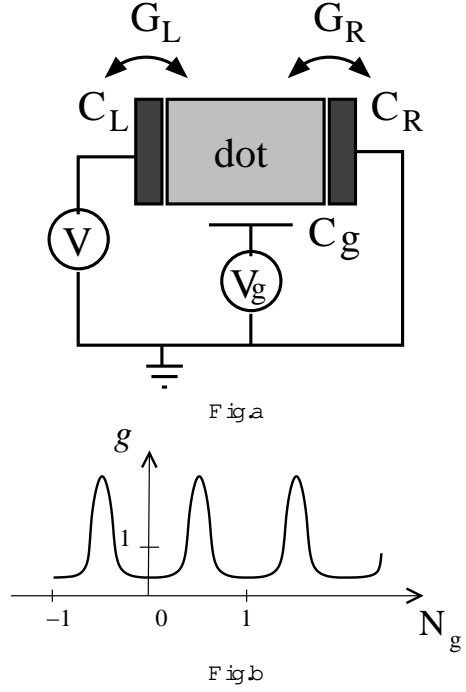 G_L G_R
C_L C_R
dot
C_g
V V_g
Fig.a
g
1
−1 0 1 N_g
Fig.b